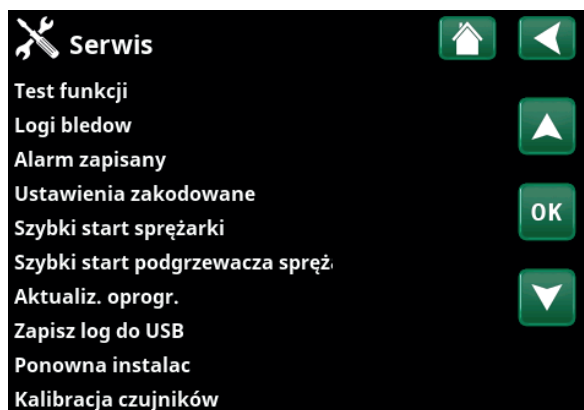 Serwis
Test funkcji
Logi bledow
Alarm zapisany
Ustawienia zakodowane
OK
Szybki start sprężarki
Szybki start podgrzewacza spręż.
Aktualiz. oprogr.
Zapisz log do USB
Ponowna instalac
Kalibracja czujników